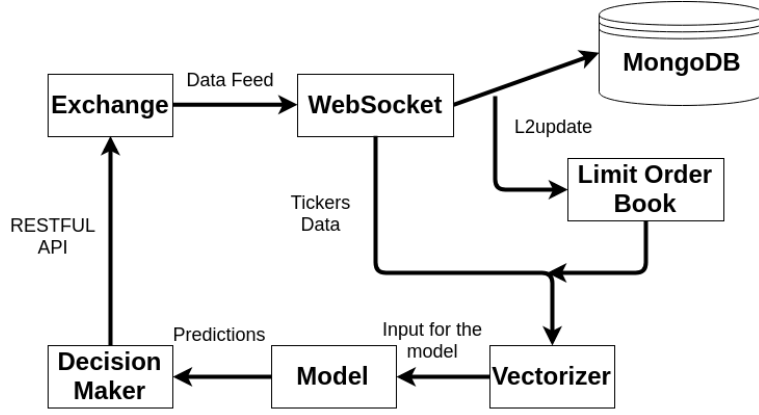 MongoDB
Exchange
Data Feed
WebSocket
L2update
Limit Order
Book
Tickers
Data
RESTFUL
API
Decision
Maker
Predictions
Model
Input for the
model
Vectorizer